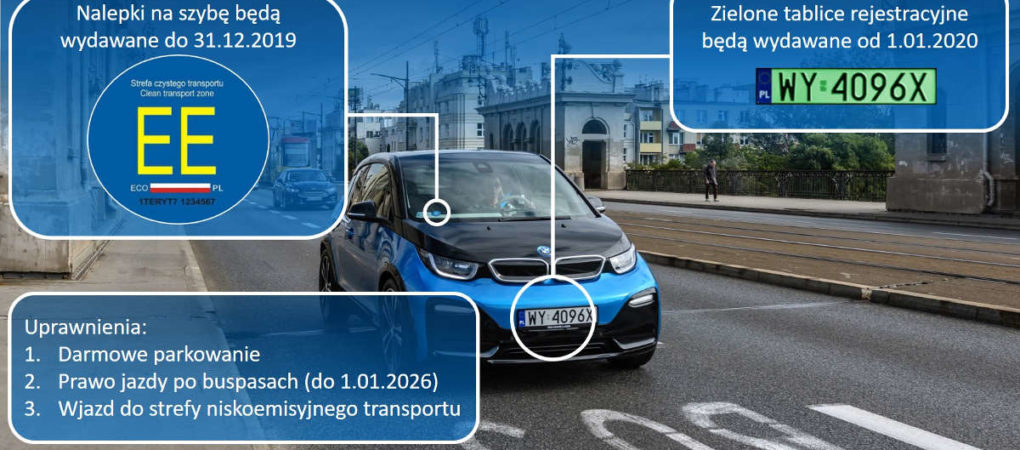 Nalepki na szybę będą
wydawane do 31.12.2019
Strefa czystego transportu
Clean transport zone
EE
ECO PL
1TERYT7 1234567
Zielone tablice rejestracyjne
będą wydawane od 1.01.2020
PL WY 4096X
WY 4096X
Uprawnienia:
1. Darmowe parkowanie
2. Prawo jazdy po buspasach (do 1.01.2026)
3. Wjazd do strefy niskoemisyjnego transportu
BUS